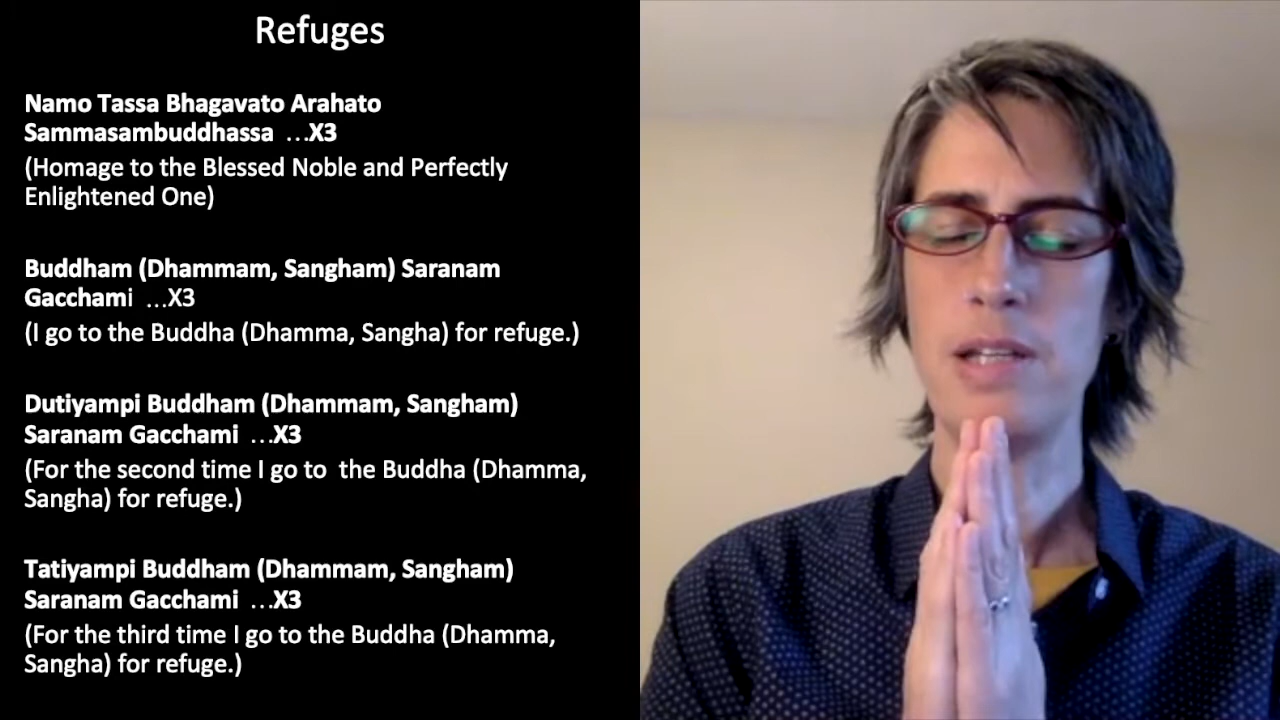 Refuges
Namo Tassa Bhagavato Arahato
Sammasambuddhassa …X3
(Homage to the Blessed Noble and Perfectly
Enlightened One)
Buddham (Dhammam, Sangham) Saranam
Gacchami …X3
(I go to the Buddha (Dhamma, Sangha) for refuge.)
Dutiyampi Buddham (Dhammam, Sangham)
Saranam Gacchami …X3
(For the second time I go to the Buddha (Dhamma,
Sangha) for refuge.)
Tatiyampi Buddham (Dhammam, Sangham)
Saranam Gacchami …X3
(For the third time I go to the Buddha (Dhamma,
Sangha) for refuge.)